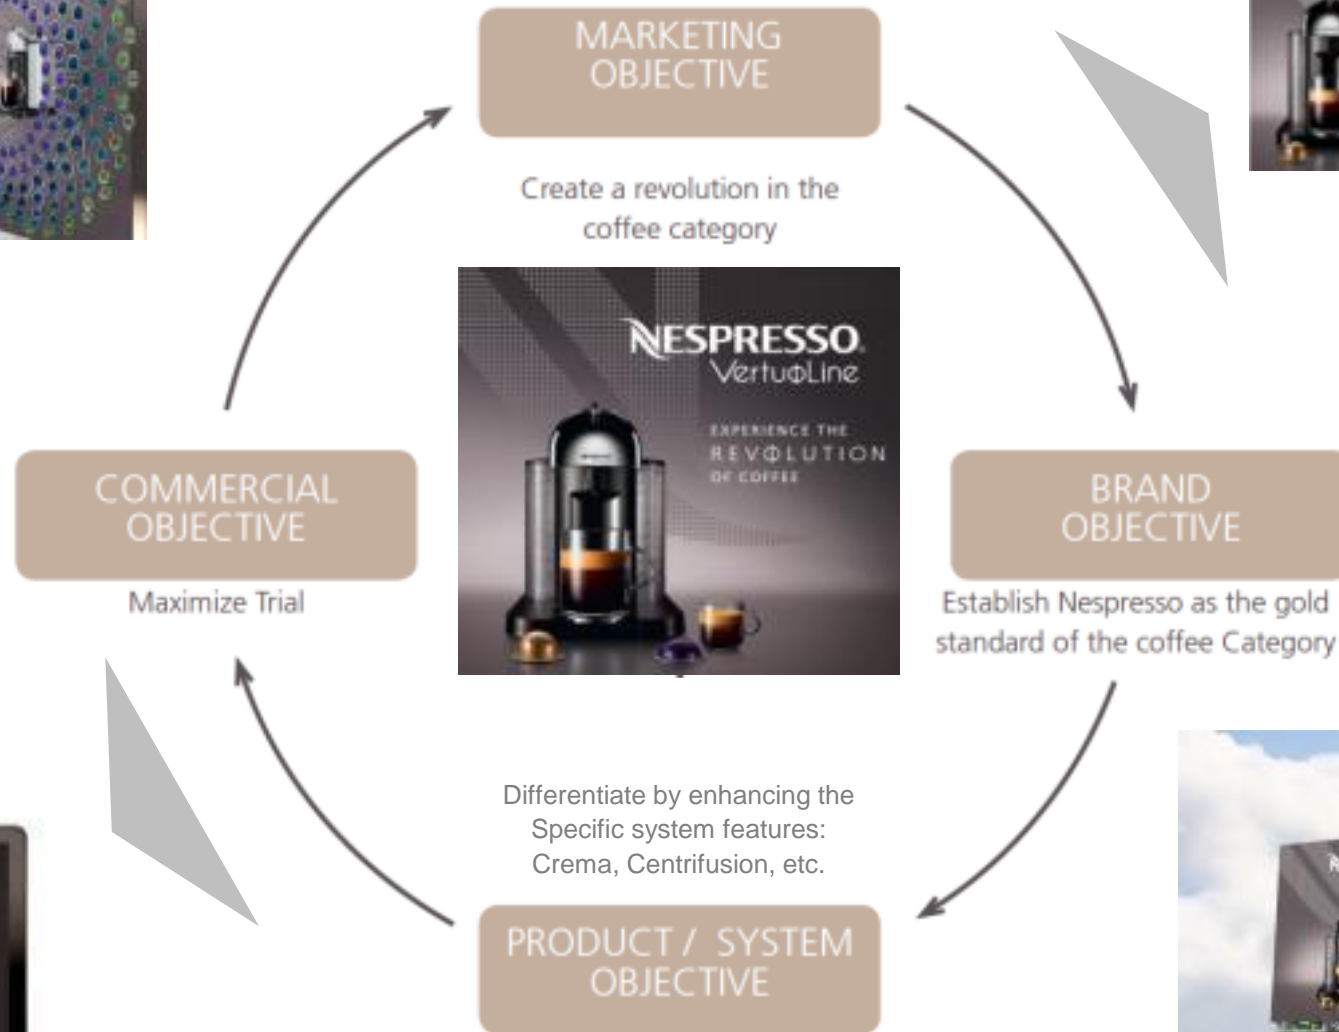 MARKETING
OBJECTIVE
Create a revolution in the
coffee category
NESPRESSO
VertuoLine
EXPERIENCE THE
REVOLUTION
OF COFFEE
COMMERCIAL
OBJECTIVE
Maximize Trial
BRAND
OBJECTIVE
Establish Nespresso as the gold
standard of the coffee Category
Differentiate by enhancing the
Specific system features:
Crema, Centrifusion, etc.
PRODUCT / SYSTEM
OBJECTIVE